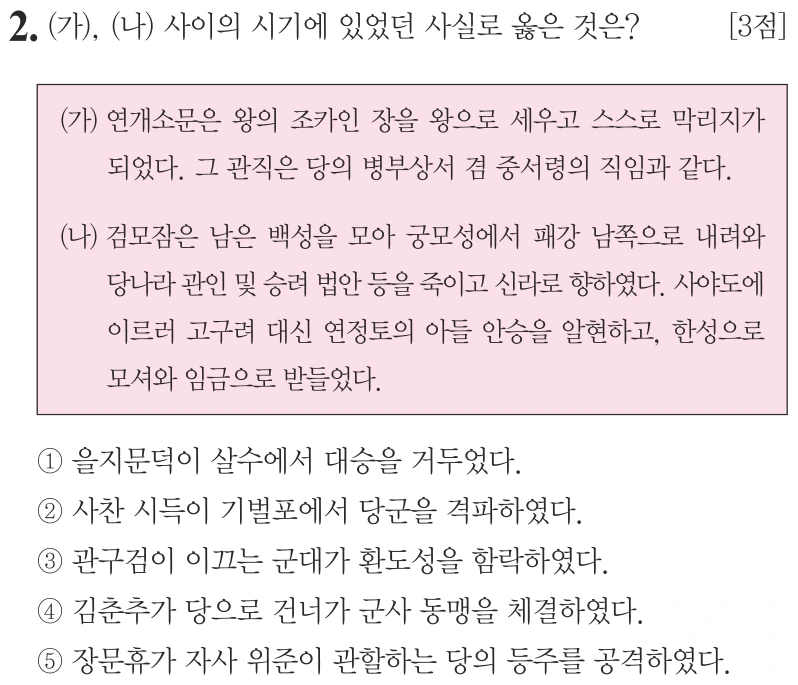 2. (가), (나) 사이의 시기에 있었던 사실로 옳은 것은? [3점]
(가) 연개소문은 왕의 조카인 장을 왕으로 세우고 스스로 막리지가
되었다. 그 관직은 당의 병부상서 겸 중서령의 직임과 같다.
(나) 검모잠은 남은 백성을 모아 궁모성에서 패강 남쪽으로 내려와
당나라 관인 및 승려 법안 등을 죽이고 신라로 향하였다. 사야도에
이르러 고구려 대신 연정토의 아들 안승을 알현하고, 한성으로
모셔와 임금으로 받들었다.
① 을지문덕이 살수에서 대승을 거두었다.
② 사찬 시득이 기벌포에서 당군을 격파하였다.
③ 관구검이 이끄는 군대가 환도성을 함락하였다.
④ 김춘추가 당으로 건너가 군사 동맹을 체결하였다.
⑤ 장문휴가 자사 위준이 관할하는 당의 등주를 공격하였다.